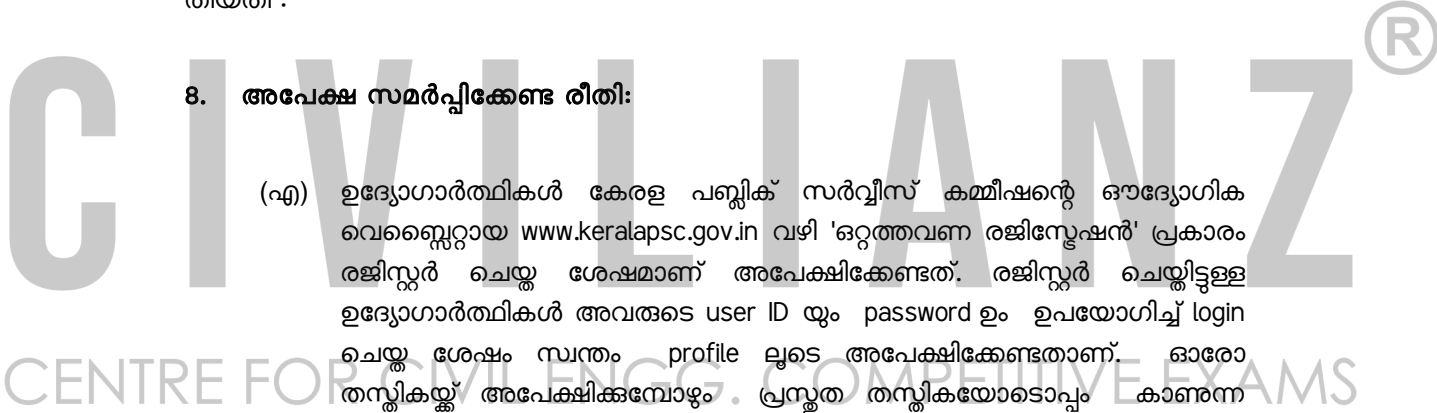 തീയതി :
®
CIVILIANZ
8. അപേക്ഷ സമർപ്പിക്കേണ്ട രീതി:
(എ) ഉദ്യോഗാർത്ഥികൾ കേരള പബ്ലിക് സർവ്വീസ് കമ്മീഷന്റെ ഔദ്യോഗിക
വെബ്സൈറ്റായ www.keralapsc.gov.in വഴി 'ഒറ്റത്തവണ രജിസ്ട്രേഷൻ' പ്രകാരം
രജിസ്റ്റർ ചെയ്ത ശേഷമാണ് അപേക്ഷിക്കേണ്ടത്. രജിസ്റ്റർ ചെയ്തിട്ടുള്ള
ഉദ്യോഗാർത്ഥികൾ അവരുടെ user ID യും password ഉം ഉപയോഗിച്ച് login
ചെയ്ത ശേഷം സ്വന്തം profile ലൂടെ അപേക്ഷിക്കേണ്ടതാണ്. ഓരോ
തസ്തികയ്ക്ക് അപേക്ഷിക്കുമ്പോഴും പ്രസ്തുത തസ്തികയോടൊപ്പം കാണുന്ന
CENTRE FOR CIVIL ENGG. COMPETITIVE EXAMS